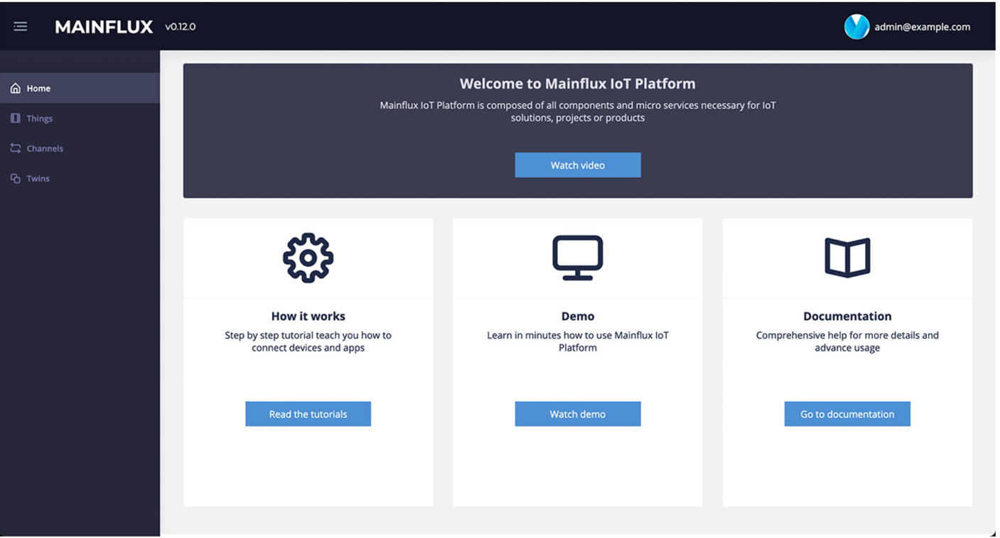 MAINFLUX v0.12.0
admin@example.com
Home
Things
Channels
Twins
Welcome to Mainflux IoT Platform
Mainflux IoT Platform is composed of all components and micro services necessary for IoT
solutions, projects or products
Watch video
How it works
Step by step tutorial teach you how to
connect devices and apps
Read the tutorials
Demo
Learn in minutes how to use Mainflux IoT
Platform
Watch demo
Documentation
Comprehensive help for more details and
advance usage
Go to documentation